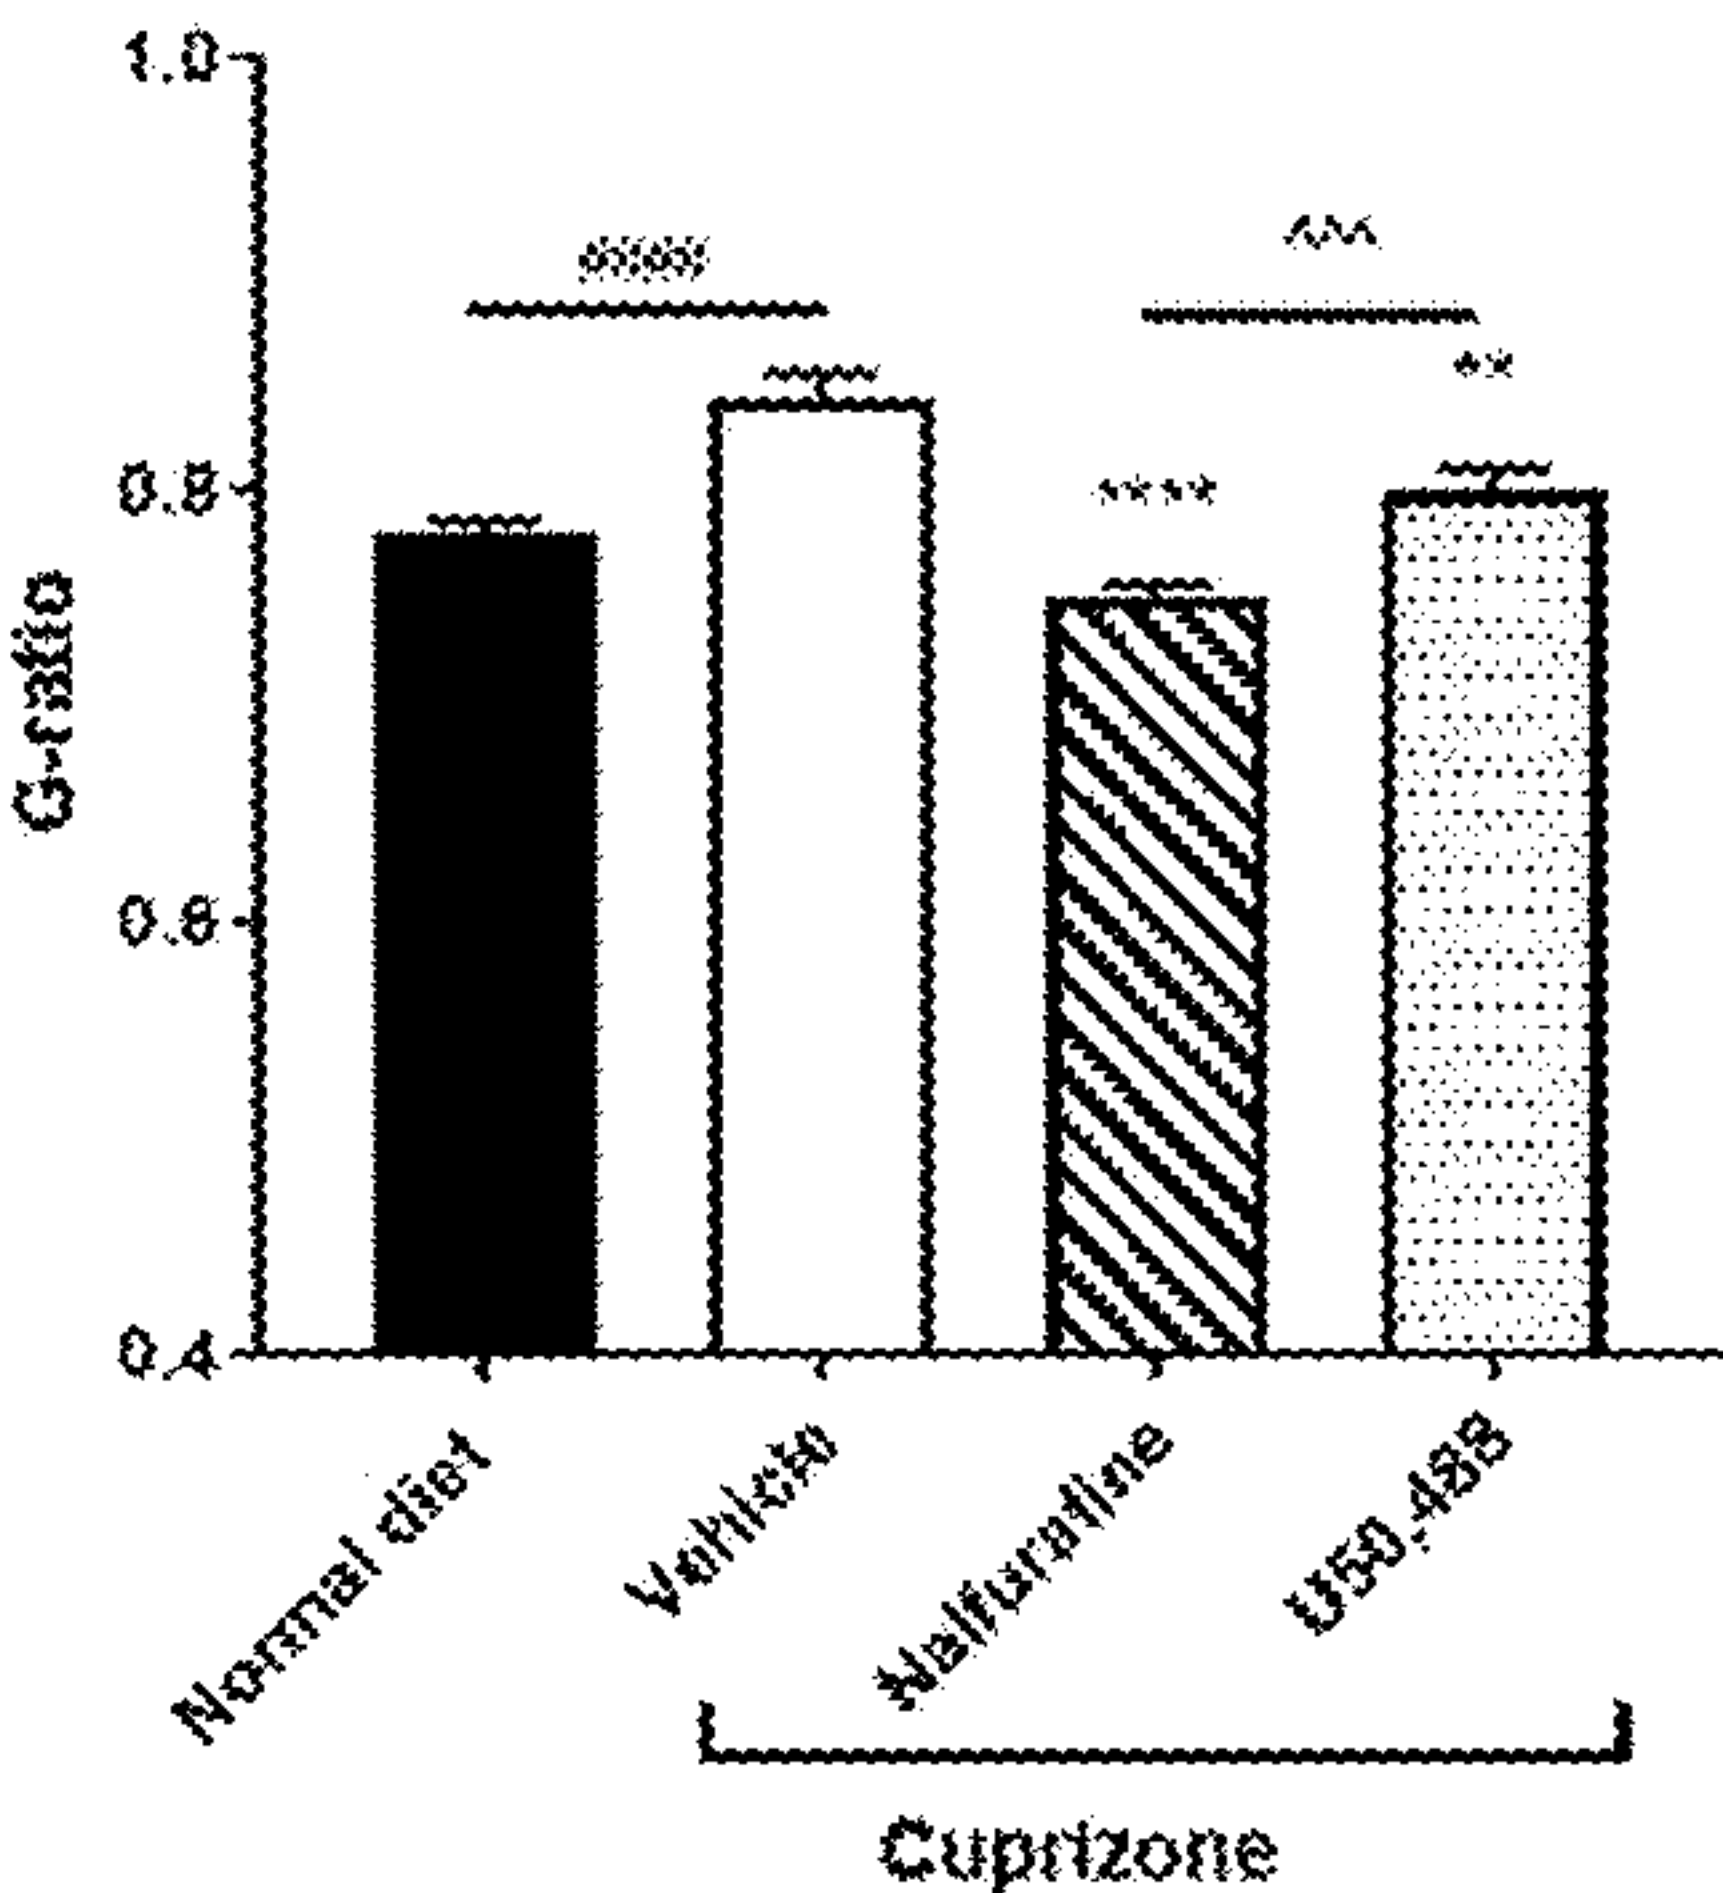 1.0
0.8
0.6
0.4
G-ratio
^^^
**
****
Normal diet
Vehicle
Nalfurafine
U50,488
Cuprizone